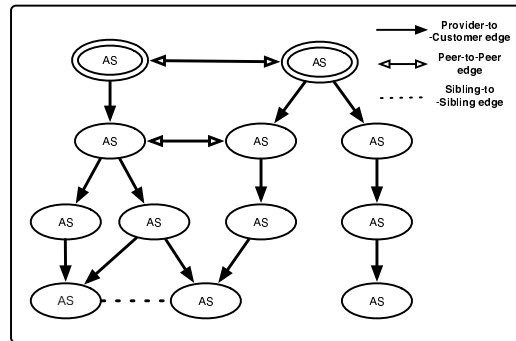 Provider-to
-Customer edge
Peer-to-Peer
edge
Sibling-to
-Sibling edge
AS
AS
AS
AS
AS
AS
AS
AS
AS
AS
AS
AS